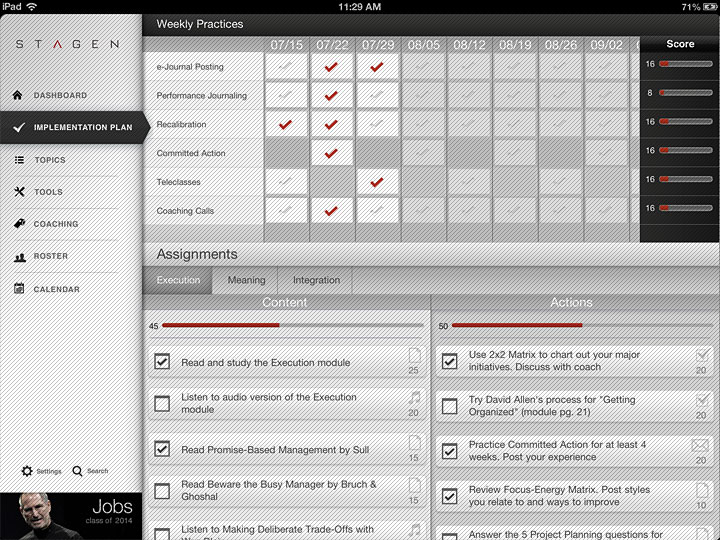 iPad
11:29 AM
71%
STAGEN
DASHBOARD
IMPLEMENTATION PLAN
TOPICS
TOOLS
COACHING
ROSTER
CALENDAR
Settings
Search
Jobs
class of 2014
Weekly Practices
07/15 07/22 07/29 08/05 08/12 08/19 08/26 09/02
Score
e-Journal Posting
16
Performance Journaling
8
Recalibration
16
Committed Action
16
Teleclasses
16
Coaching Calls
16
Assignments
Execution
Meaning
Integration
Content
45
Read and study the Execution module
25
Listen to audio version of the Execution
module
20
Read Promise-Based Management by Sull
15
Read Beware the Busy Manager by Bruch &
Ghoshal
15
Listen to Making Deliberate Trade-Offs with
Actions
50
Use 2x2 Matrix to chart out your major
initiatives. Discuss with coach
20
Try David Allen's process for "Getting
Organized" (module pg. 21)
20
Practice Committed Action for at least 4
weeks. Post your experience
20
Review Focus-Energy Matrix. Post styles
you relate to and ways to improve
10
Answer the 5 Project Planning questions for